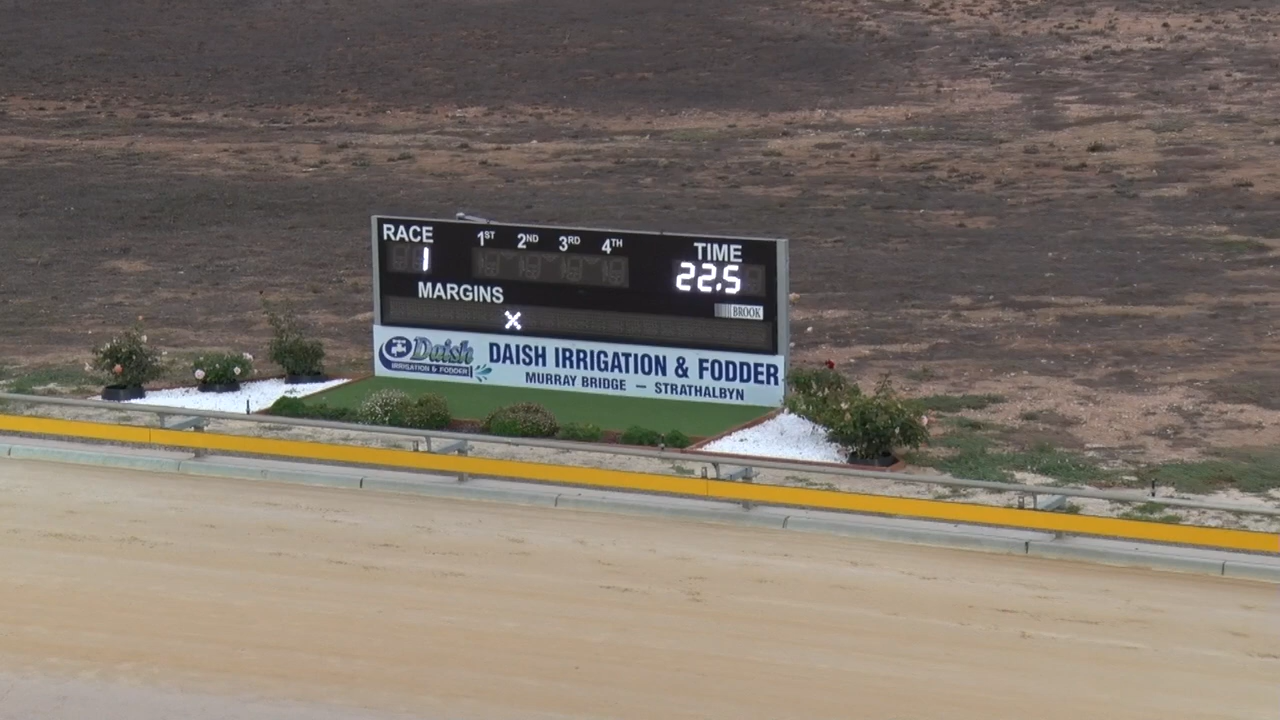 RACE 1ST 2ND 3RD 4TH TIME
1 22.5
MARGINS
BROOK
X
Daish
IRRIGATION & FODDER
DAISH IRRIGATION & FODDER
MURRAY BRIDGE – STRATHALBYN